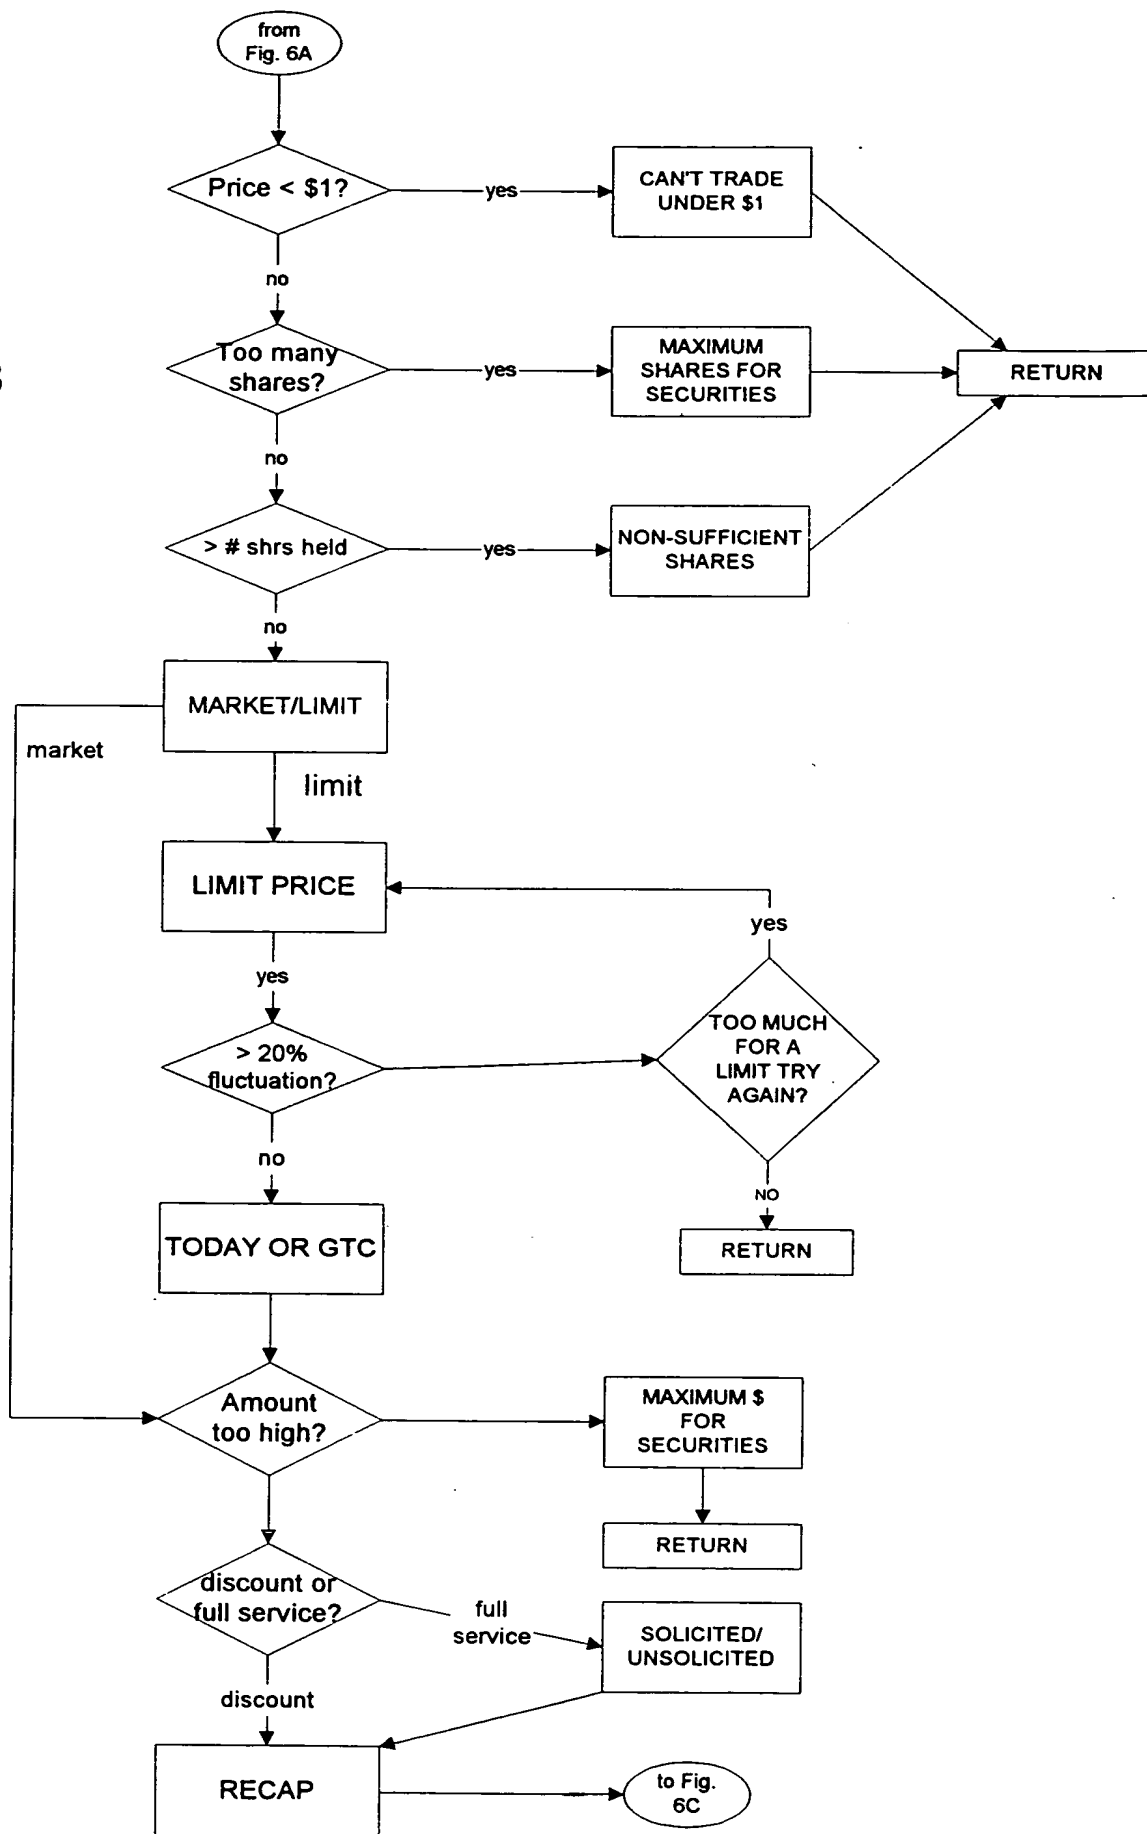 from
Fig. 6A
Price < $1?
yes
CAN'T TRADE
UNDER $1
no
Too many
shares?
yes
MAXIMUM
SHARES FOR
SECURITIES
RETURN
no
> # shrs held
yes
NON-SUFFICIENT
SHARES
no
MARKET/LIMIT
market
limit
LIMIT PRICE
yes
yes
> 20%
fluctuation?
TOO MUCH
FOR A
LIMIT TRY
AGAIN?
no
NO
TODAY OR GTC
RETURN
Amount
too high?
MAXIMUM $
FOR
SECURITIES
RETURN
discount or
full service?
full
service
SOLICITED/
UNSOLICITED
discount
RECAP
to Fig.
6C